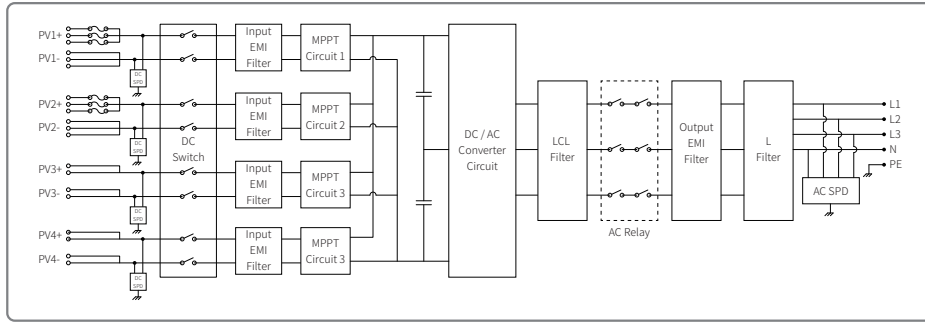 PV1+
PV1-
DC
SPD
Input
EMI
Filter
MPPT
Circuit 1
PV2+
PV2-
DC
SPD
DC
Switch
Input
EMI
Filter
MPPT
Circuit 2
PV3+
PV3-
DC
SPD
Input
EMI
Filter
MPPT
Circuit 3
PV4+
PV4-
DC
SPD
Input
EMI
Filter
MPPT
Circuit 3
DC / AC
Converter
Circuit
LCL
Filter
AC Relay
Output
EMI
Filter
L
Filter
L1
L2
L3
N
PE
AC SPD